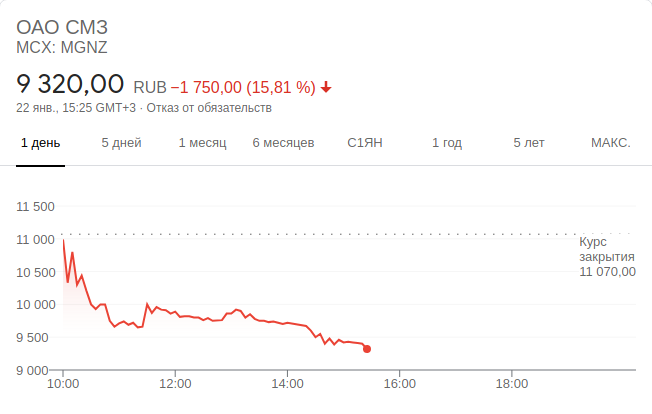 ОАО СМЗ
MCX: MGNZ
9 320,00 RUB −1 750,00 (15,81 %)
22 янв., 15:25 GMT+3 · Отказ от обязательств
1 день 5 дней 1 месяц 6 месяцев С1ЯН 1 год 5 лет МАКС.
11 500
11 000
10 500
10 000
9 500
9 000
Курс
закрытия
11 070,00
10:00 12:00 14:00 16:00 18:00